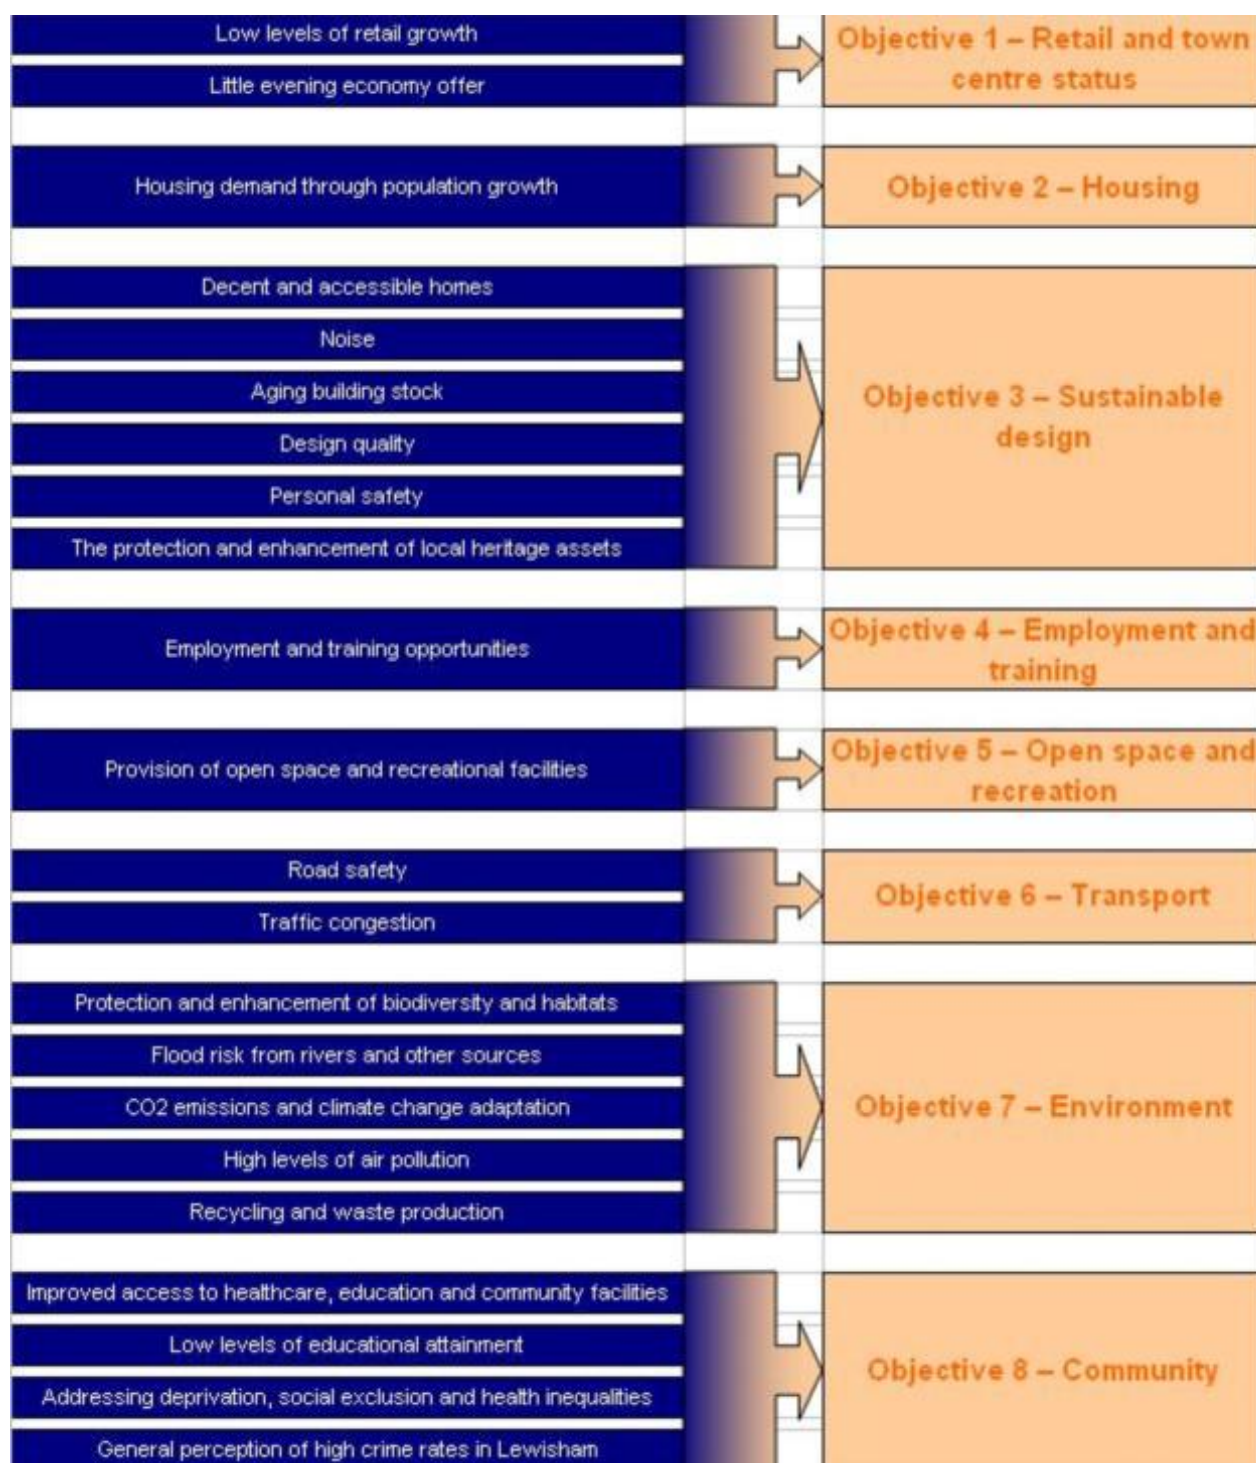 Low levels of retail growth
Little evening economy offer
Objective 1 – Retail and town
centre status
Housing demand through population growth
Objective 2 – Housing
Decent and accessible homes
Noise
Aging building stock
Design quality
Personal safety
The protection and enhancement of local heritage assets
Objective 3 – Sustainable
design
Employment and training opportunities
Objective 4 – Employment and
training
Provision of open space and recreational facilities
Objective 5 – Open space and
recreation
Road safety
Traffic congestion
Objective 6 – Transport
Protection and enhancement of biodiversity and habitats
Flood risk from rivers and other sources
CO2 emissions and climate change adaptation
High levels of air pollution
Recycling and waste production
Objective 7 – Environment
Improved access to healthcare, education and community facilities
Low levels of educational attainment
Addressing deprivation, social exclusion and health inequalities
General perception of high crime rates in Lewisham
Objective 8 – Community